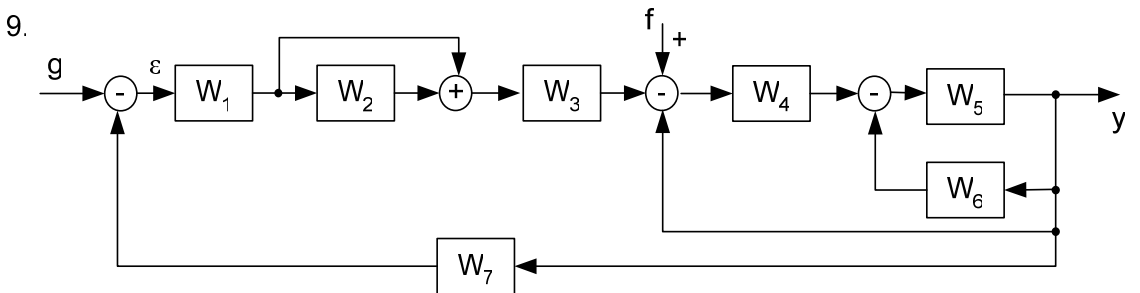 9.
f
+
g
-
ε
W₁
W₂
+
W₃
-
W₄
-
W₅
y
W₆
W₇